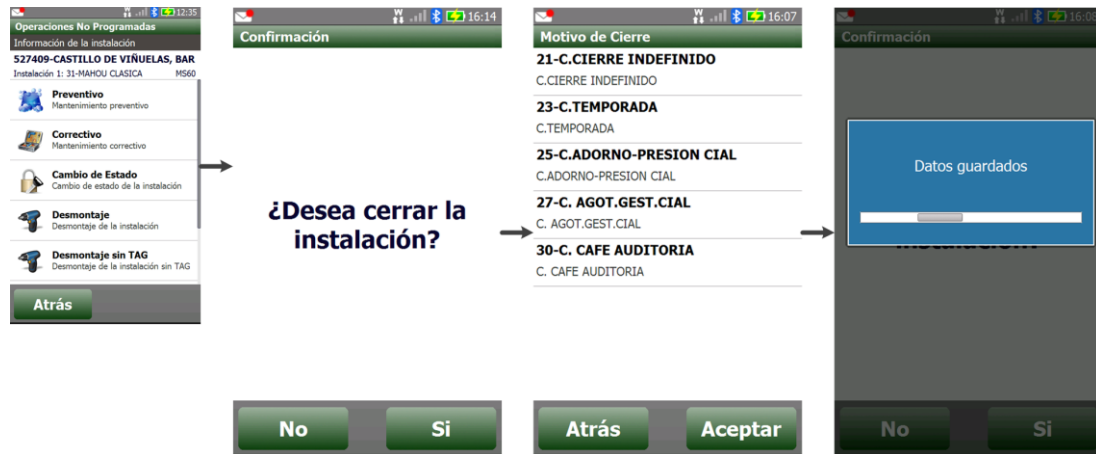 12:35
Operaciones No Programadas
Información de la instalación
527409-CASTILLO DE VIÑUELAS, BAR
Instalación 1: 31-MAHOU CLASICA MS60
Preventivo
Mantenimiento preventivo
Correctivo
Mantenimiento correctivo
Cambio de Estado
Cambio de estado de la instalación
Desmontaje
Desmontaje de la instalación
Desmontaje sin TAG
Desmontaje de la instalación sin TAG
Atrás
W 16:14
Confirmación
¿Desea cerrar la
instalación?
No Si
W 16:07
Motivo de Cierre
21-C.CIERRE INDEFINIDO
C.CIERRE INDEFINIDO
23-C.TEMPORADA
C.TEMPORADA
25-C.ADORNO-PRESION CIAL
C.ADORNO-PRESION CIAL
27-C. AGOT.GEST.CIAL
C. AGOT.GEST.CIAL
30-C. CAFE AUDITORIA
C. CAFE AUDITORIA
Atrás Aceptar
W 16:08
Confirmación
Datos guardados
No Si